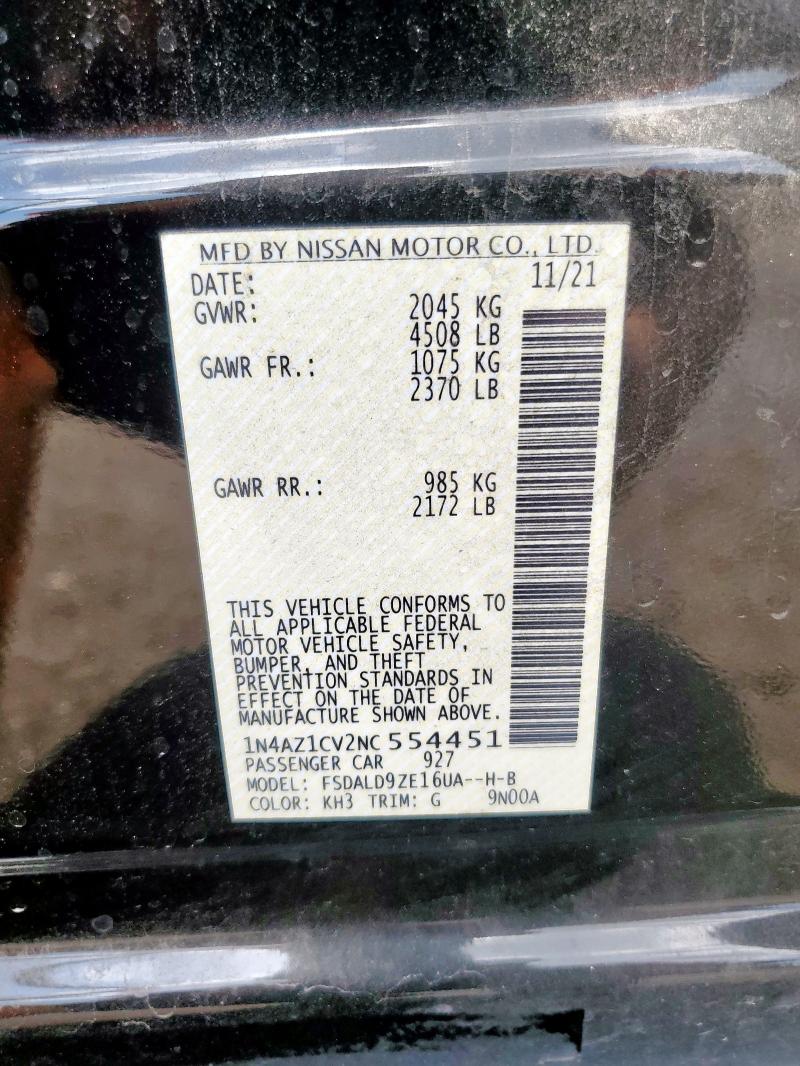 MFD BY NISSAN MOTOR CO., LTD.
DATE: 11/21
GVWR: 2045 KG
4508 LB
GAWR FR.: 1075 KG
2370 LB
GAWR RR.: 985 KG
2172 LB
THIS VEHICLE CONFORMS TO
ALL APPLICABLE FEDERAL
MOTOR VEHICLE SAFETY,
BUMPER, AND THEFT
PREVENTION STANDARDS IN
EFFECT ON THE DATE OF
MANUFACTURE SHOWN ABOVE.
1N4AZ1CV2NC 554451
PASSENGER CAR 927
MODEL: FSDALD9ZE16UA--H-B
COLOR: KH3 TRIM: G 9N00A